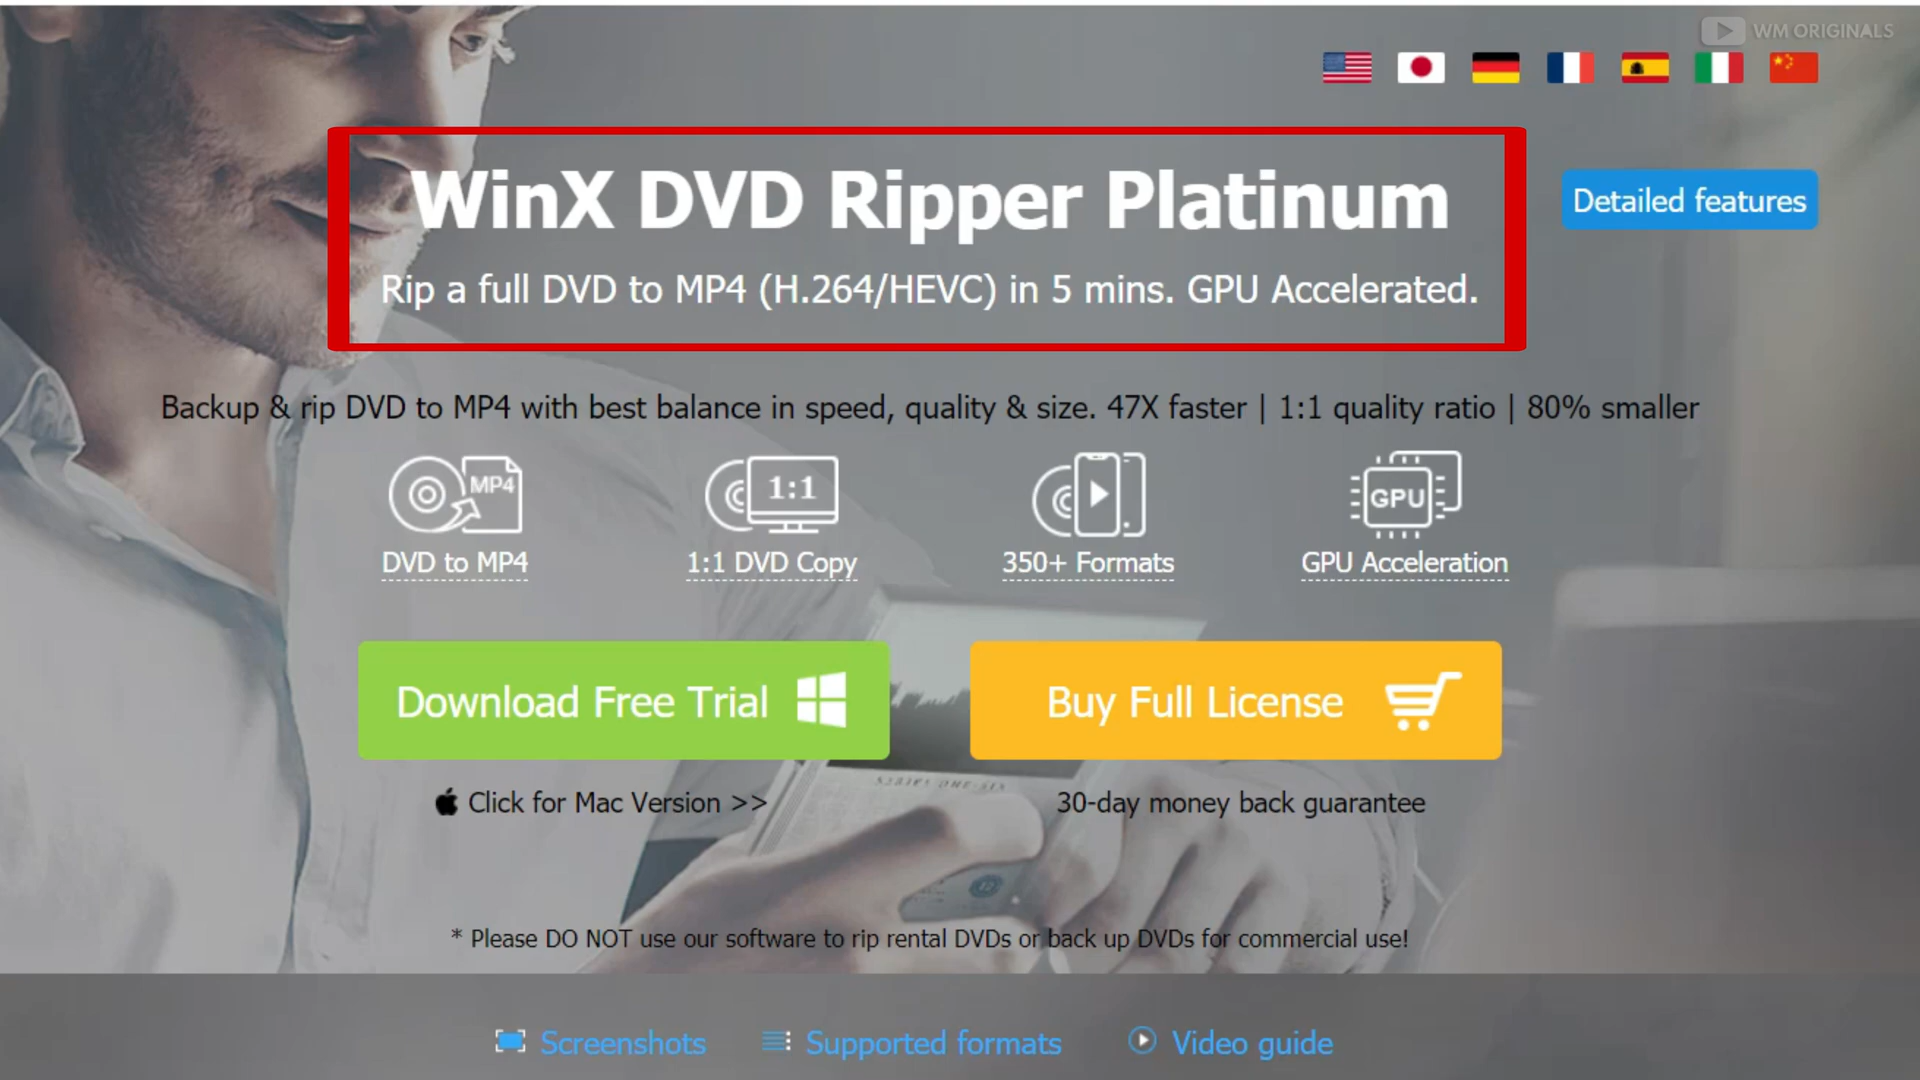 WM ORIGINALS
WinX DVD Ripper Platinum
Detailed features
Rip a full DVD to MP4 (H.264/HEVC) in 5 mins. GPU Accelerated.
Backup & rip DVD to MP4 with best balance in speed, quality & size. 47X faster | 1:1 quality ratio | 80% smaller
MP4
1:1
GPU
DVD to MP4
1:1 DVD Copy
350+ Formats
GPU Acceleration
Download Free Trial
Buy Full License
Click for Mac Version >>
30-day money back guarantee
* Please DO NOT use our software to rip rental DVDs or back up DVDs for commercial use!
Screenshots
Supported formats
Video guide